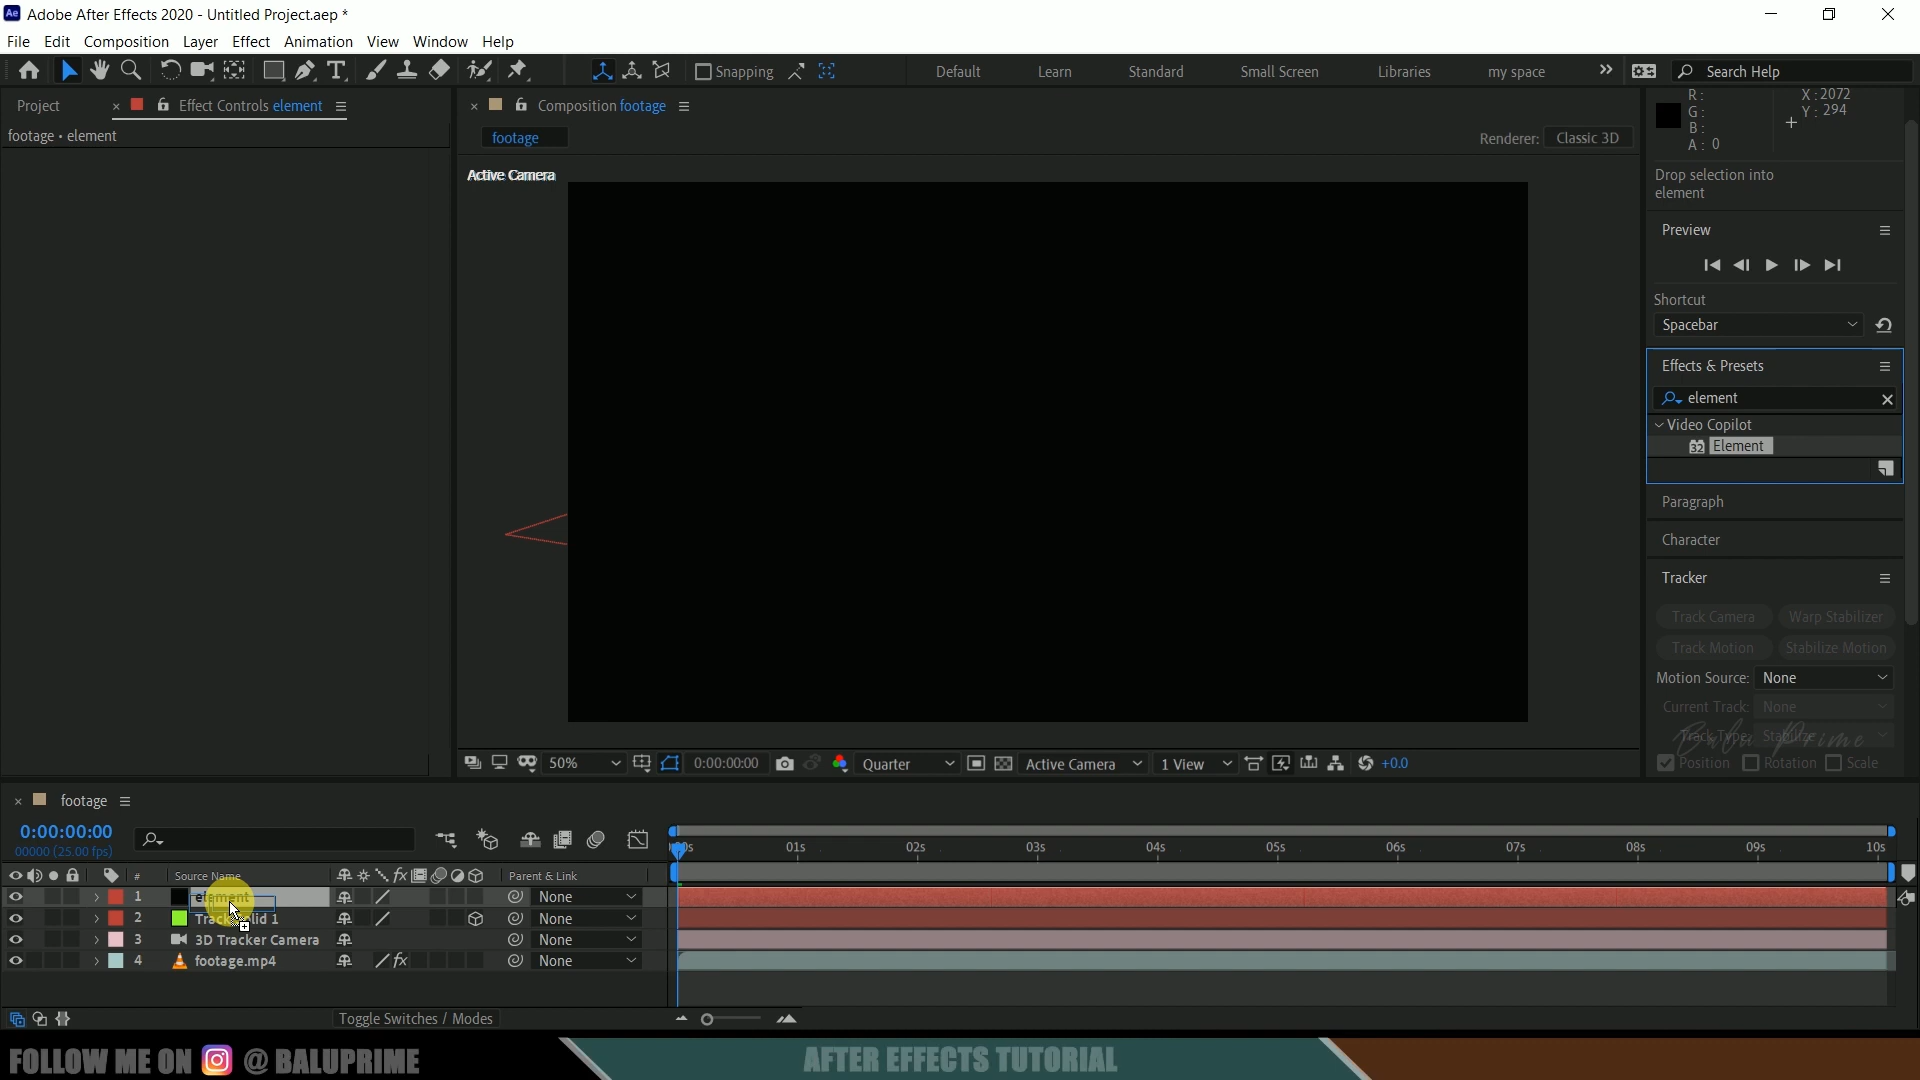 Adobe After Effects 2020 - Untitled Project.aep *
File Edit Composition Layer Effect Animation View Window Help
Snapping
Default Learn Standard Small Screen Libraries my space
Search Help
Project
Effect Controls element
footage • element
Composition footage
footage
Renderer: Classic 3D
Active Camera
R:
G:
B:
A: 0
X: 2072
Y: 294
Drop selection into
element
Preview
Shortcut
Spacebar
Effects & Presets
element
Video Copilot
32 Element
Paragraph
Character
Tracker
Track Camera Warp Stabilizer
Track Motion Stabilize Motion
Motion Source: None
Current Track: None
Track Type: Stabilize
Balu Prime
Position Rotation Scale
50% 0:00:00:00 Quarter Active Camera 1 View +0.0
footage
0:00:00:00
00000 (25.00 fps)
# Source Name Parent & Link
01s 02s 03s 04s 05s 06s 07s 08s 09s 10s
1 element None
2 Track Solid 1 None
3 3D Tracker Camera None
4 footage.mp4 None
Toggle Switches / Modes
FOLLOW ME ON @ BALUPRIME
AFTER EFFECTS TUTORIAL